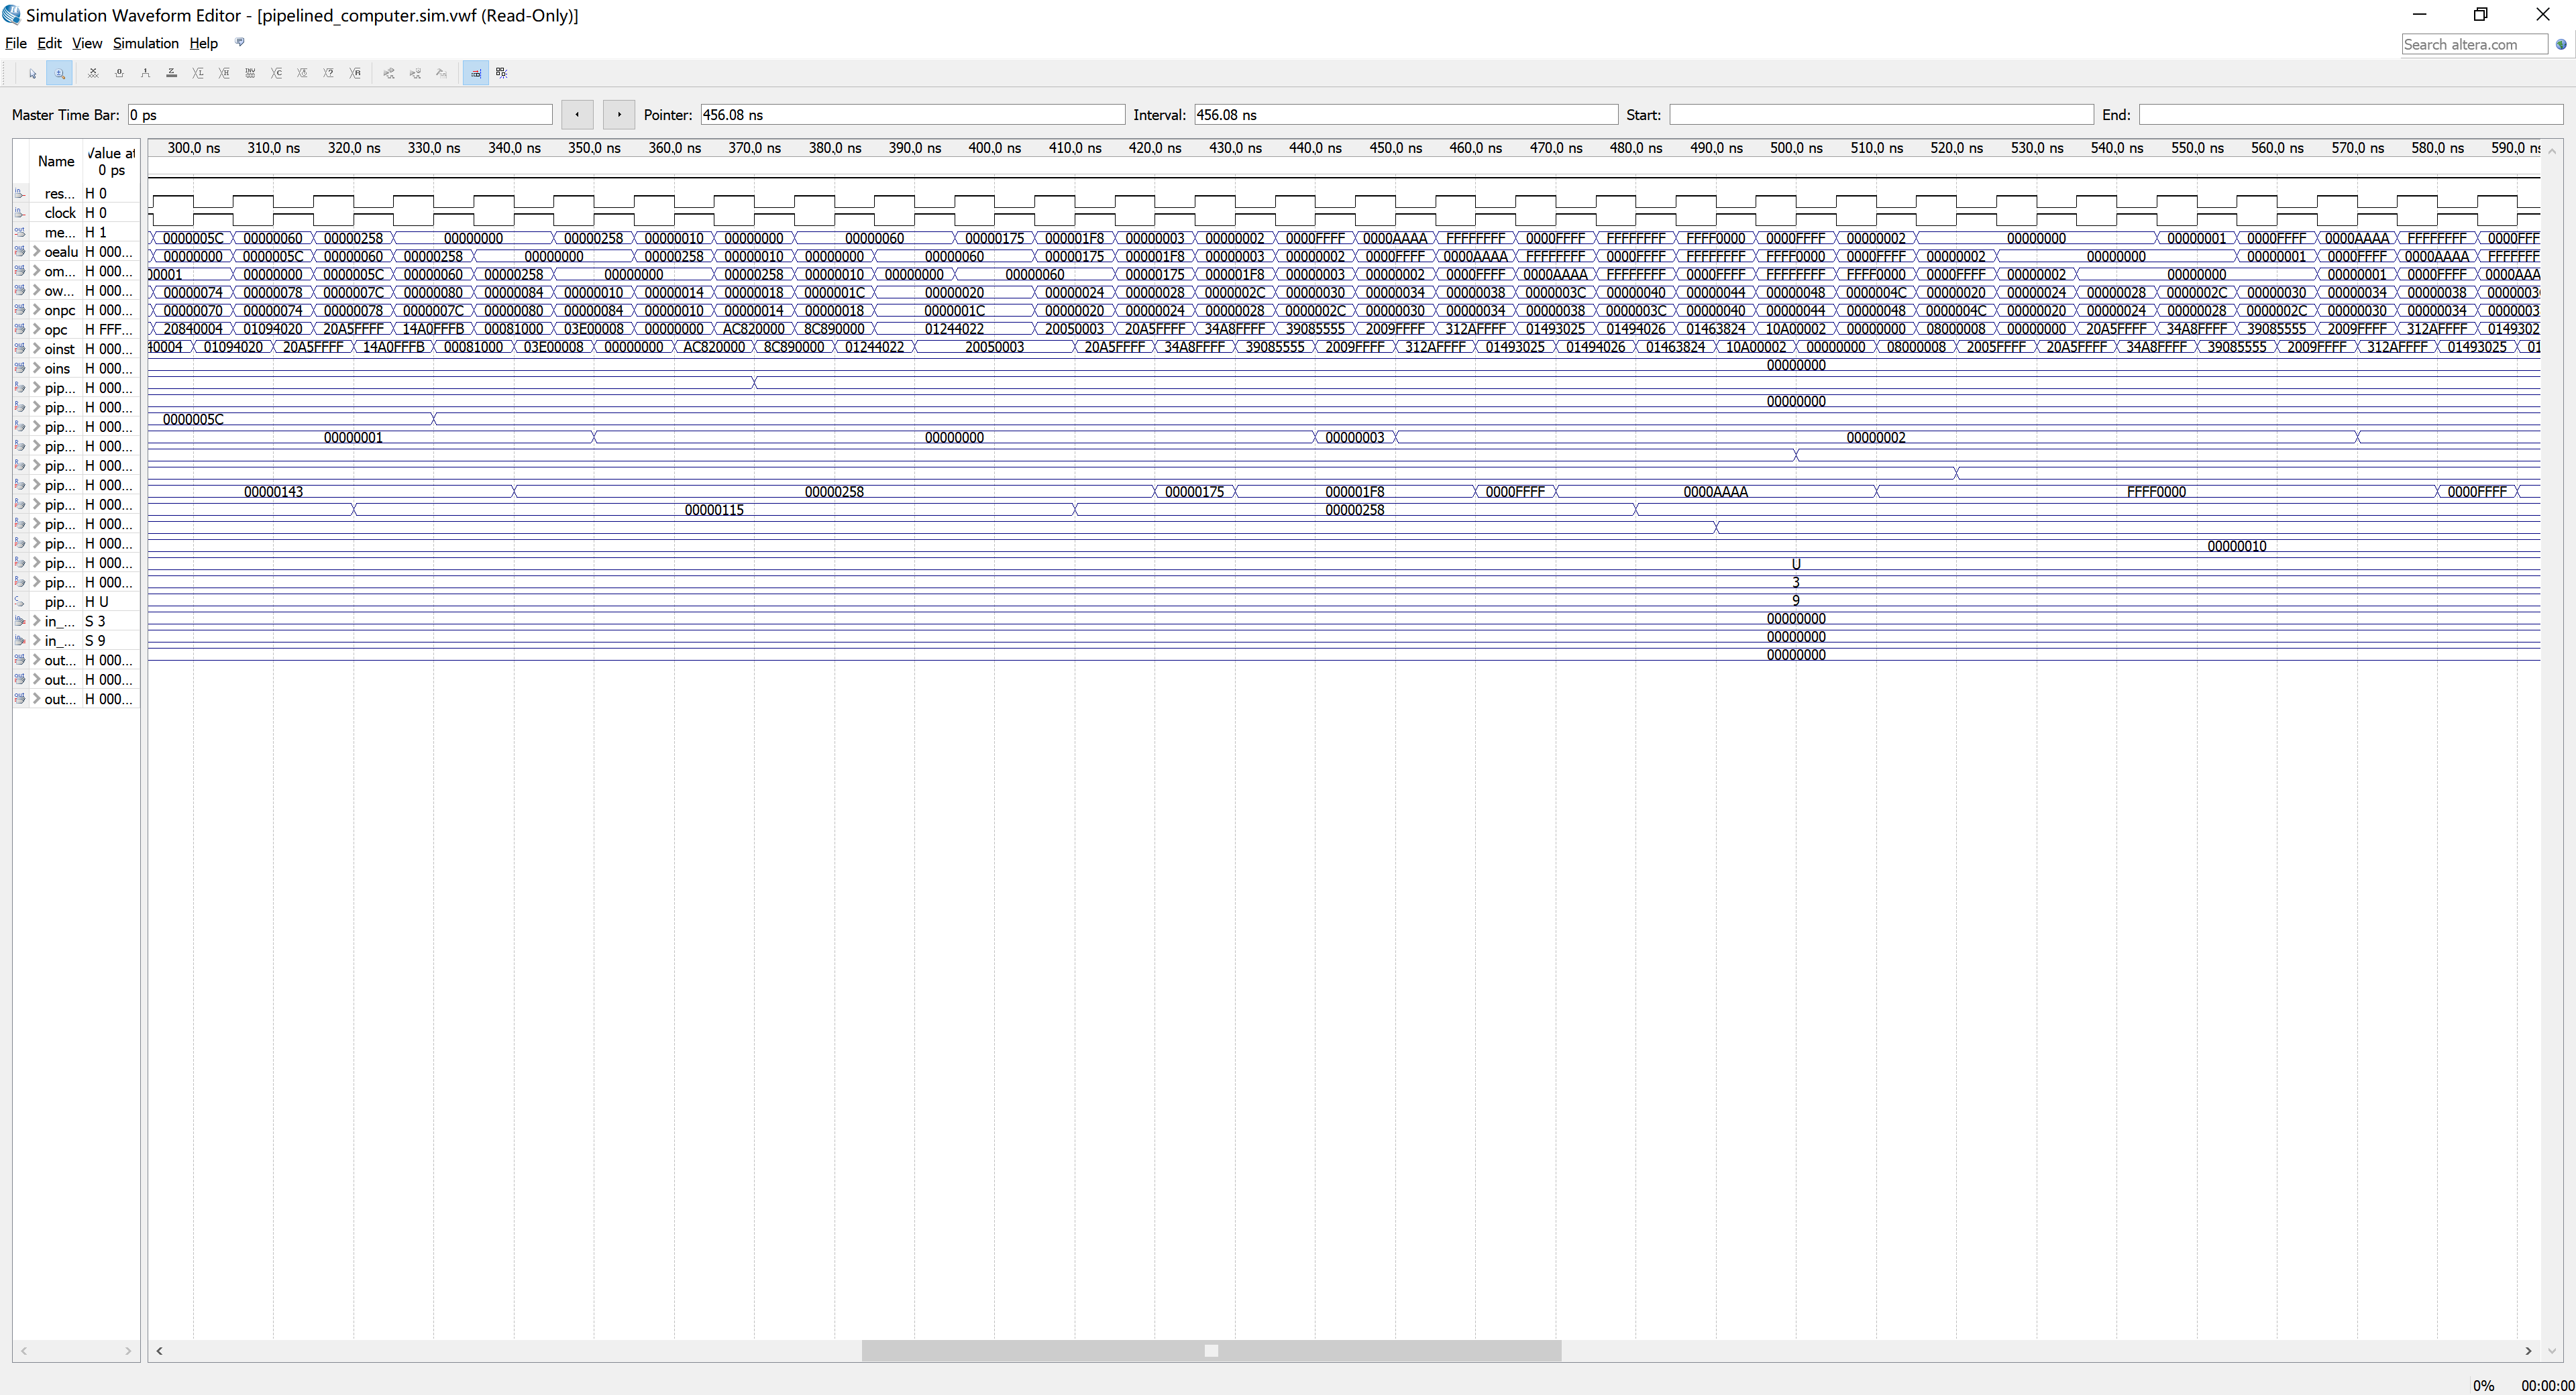 Simulation Waveform Editor - [pipelined_computer.sim.vwf (Read-Only)]
File Edit View Simulation Help
Search altera.com
Master Time Bar: 0 ps Pointer: 456.08 ns Interval: 456.08 ns Start: End:
Name
Value at
0 ps
300,0 ns 310,0 ns 320,0 ns 330,0 ns 340,0 ns 350,0 ns 360,0 ns 370,0 ns 380,0 ns 390,0 ns 400,0 ns 410,0 ns 420,0 ns 430,0 ns 440,0 ns 450,0 ns 460,0 ns 470,0 ns 480,0 ns 490,0 ns 500,0 ns 510,0 ns 520,0 ns 530,0 ns 540,0 ns 550,0 ns 560,0 ns 570,0 ns 580,0 ns 590,0 ns
res... H 0
clock H 0
me... H 1
oealu H 000...
om... H 000...
ow... H 000...
onpc H 000...
opc H FFF...
oinst H 000...
oins H 000...
pip... H 000...
pip... H 000...
pip... H 000...
pip... H 000...
pip... H 000...
pip... H 000...
pip... H 000...
pip... H 000...
pip... H 000...
pip... H 000...
pip... H 000...
pip... H U
in_... S 3
in_... S 9
out... H 000...
out... H 000...
out... H 000...
0000005C 00000060 00000258 00000000 00000258 00000010 00000000 00000060 00000175 000001F8 00000003 00000002 0000FFFF 0000AAAA FFFFFFFF 0000FFFF FFFFFFFF FFFF0000 0000FFFF 00000002 00000000 00000001 0000FFFF 0000AAAA FFFFFFFF 0000FFF
00000000 0000005C 00000060 00000258 00000000 00000258 00000010 00000000 00000060 00000175 000001F8 00000003 00000002 0000FFFF 0000AAAA FFFFFFFF 0000FFFF FFFFFFFF FFFF0000 0000FFFF 00000002 00000000 00000001 0000FFFF 0000AAAA FFFFFFF
0001 00000000 0000005C 00000060 00000258 00000000 00000258 00000010 00000000 00000060 00000175 000001F8 00000003 00000002 0000FFFF 0000AAAA FFFFFFFF 0000FFFF FFFFFFFF FFFF0000 0000FFFF 00000002 00000000 00000001 0000FFFF 0000AAA
00000074 00000078 0000007C 00000080 00000084 00000010 00000014 00000018 0000001C 00000020 00000024 00000028 0000002C 00000030 00000034 00000038 0000003C 00000040 00000044 00000048 0000004C 00000020 00000024 00000028 0000002C 00000030 00000034 00000038 000003
00000070 00000074 00000078 0000007C 00000080 00000084 00000010 00000014 00000018 0000001C 00000020 00000024 00000028 0000002C 00000030 00000034 00000038 0000003C 00000040 00000044 00000048 0000004C 00000020 00000024 00000028 0000002C 00000030 00000034 0000003
20840004 01094020 20A5FFFF 14A0FFFB 00081000 03E00008 00000000 AC820000 8C890000 01244022 20050003 20A5FFFF 34A8FFFF 39085555 2009FFFF 312AFFFF 01493025 01494026 01463824 10A00002 00000000 08000008 00000000 20A5FFFF 34A8FFFF 39085555 2009FFFF 312AFFFF 0149302
40004 01094020 20A5FFFF 14A0FFFB 00081000 03E00008 00000000 AC820000 8C890000 01244022 20050003 20A5FFFF 34A8FFFF 39085555 2009FFFF 312AFFFF 01493025 01494026 01463824 10A00002 00000000 08000008 2005FFFF 20A5FFFF 34A8FFFF 39085555 2009FFFF 312AFFFF 01493025 01
00000000
00000000
0000005C
00000001 00000000 00000003 00000002
00000143 00000258 00000175 000001F8 0000FFFF 0000AAAA FFFF0000 0000FFFF
00000115 00000258
00000010
U
3
9
00000000
00000000
00000000
0% 00:00:00